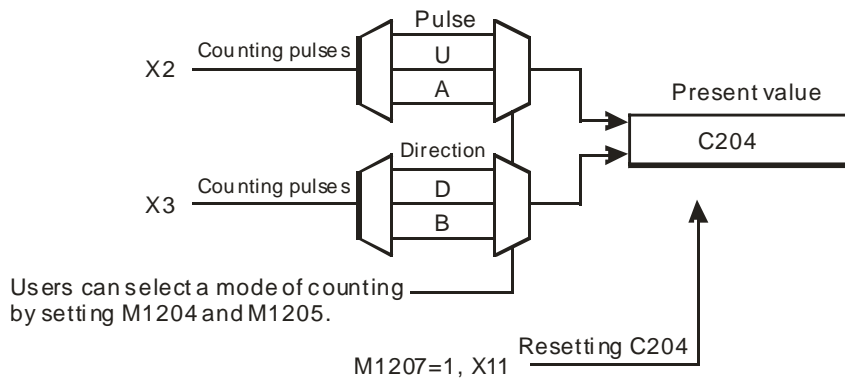 Pulse
Counting pulses
U
X2
A
Present value
C204
Direction
Counting pulses
D
X3
B
Users can select a mode of counting
by setting M1204 and M1205.
Resetting C204
M1207=1, X11